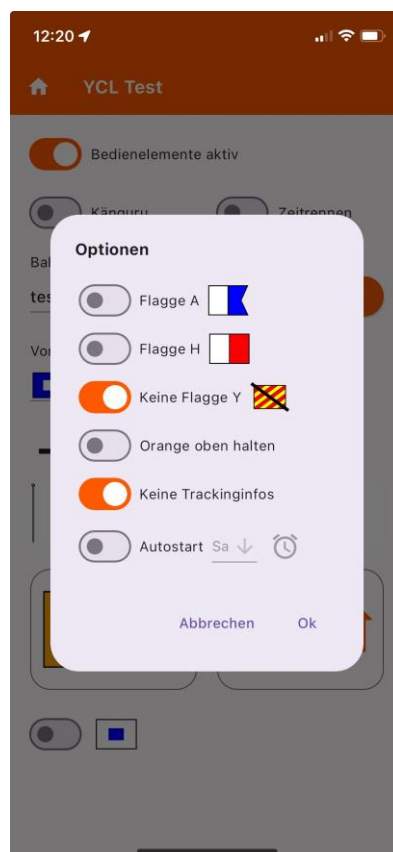 12:20
YCL Test
Bedienelemente aktiv
Känguru Zeitrennen
Optionen
Flagge A
Flagge H
Keine Flagge Y
Orange oben halten
Keine Trackinginfos
Autostart Sa
Abbrechen Ok